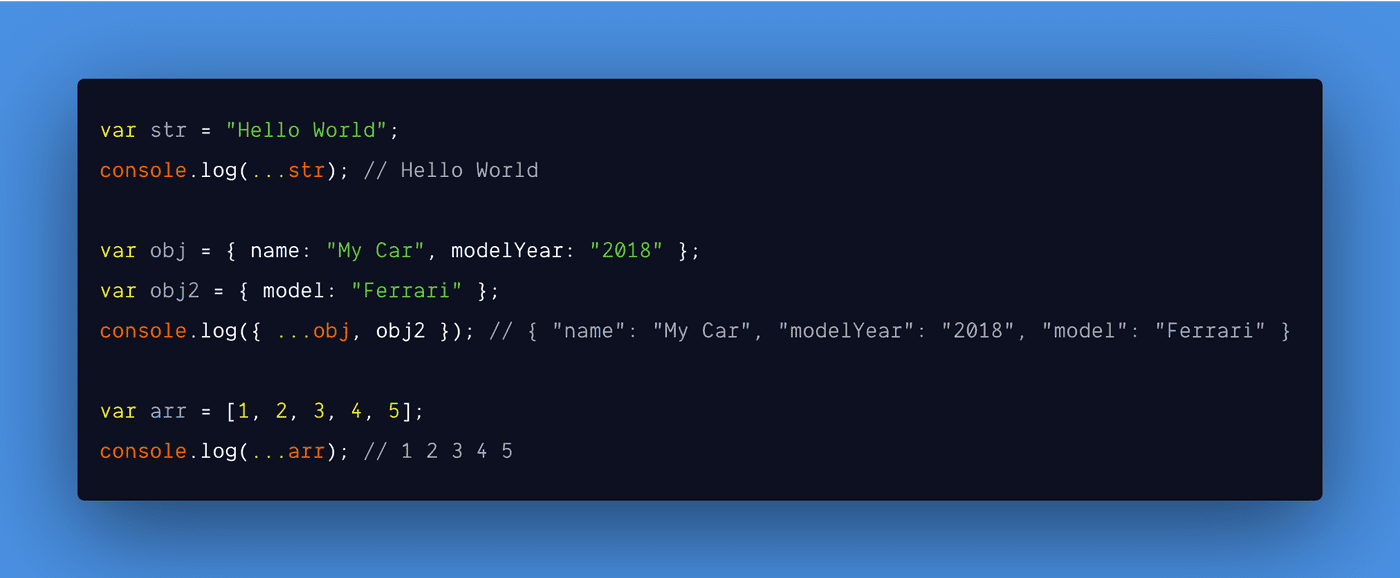 var str = "Hello World";
console.log(...str); // Hello World
var obj = { name: "My Car", modelYear: "2018" };
var obj2 = { model: "Ferrari" };
console.log({ ...obj, obj2 }); // { "name": "My Car", "modelYear": "2018", "model": "Ferrari" }
var arr = [1, 2, 3, 4, 5];
console.log(...arr); // 1 2 3 4 5